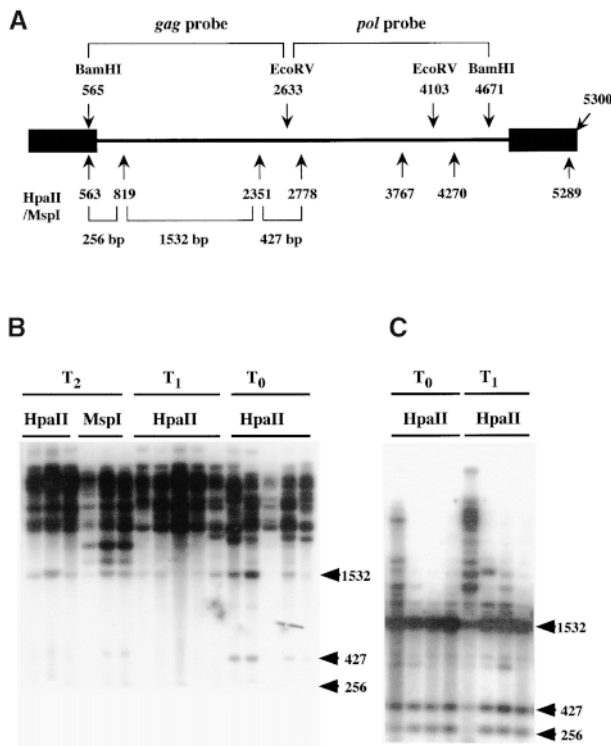 A
gag probe pol probe
BamHI EcoRV EcoRV BamHI
565 2633 4103 4671 5300
HpaII 563 819 2351 2778 3767 4270 5289
/MspI
256 bp 1532 bp 427 bp
B
T2 T1 T0
HpaII MspI HpaII HpaII
1532
427
256
C
T0 T1
HpaII HpaII
1532
427
256